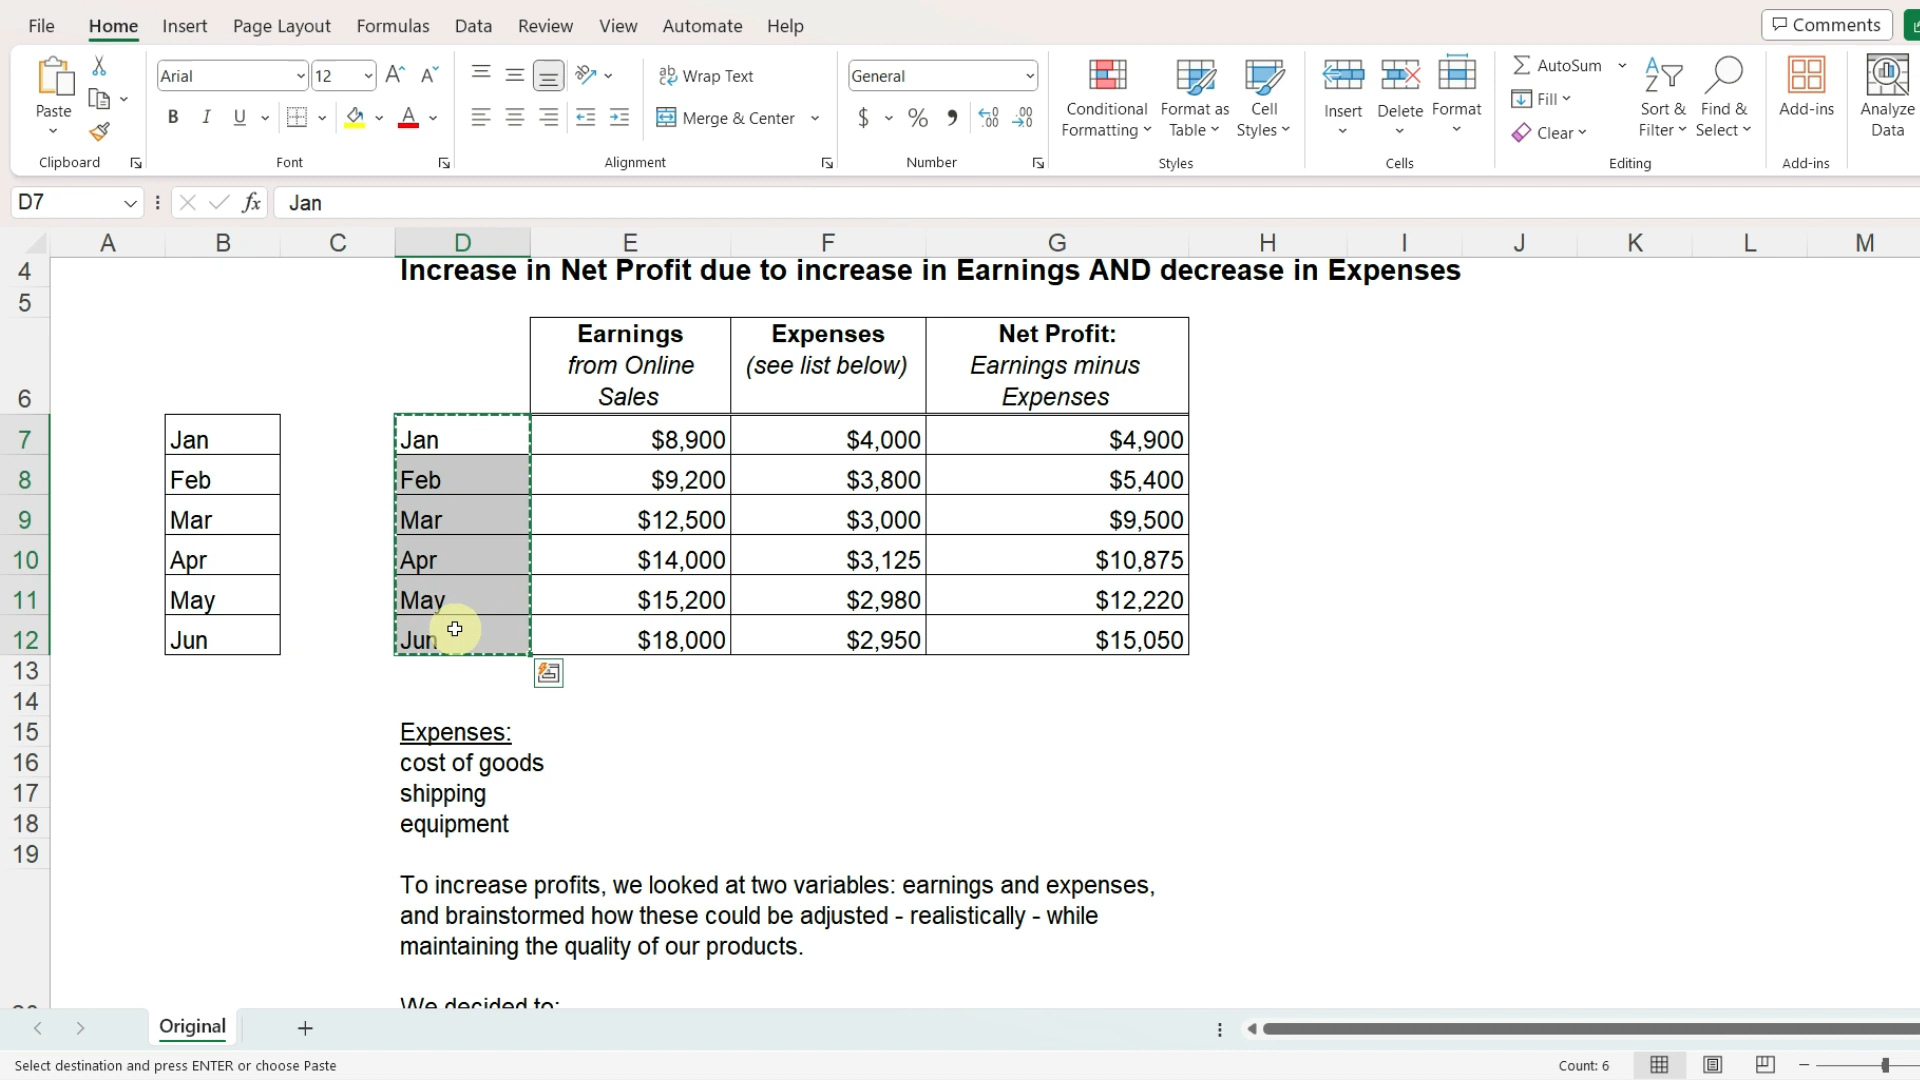 File Home Insert Page Layout Formulas Data Review View Automate Help Comments
Arial 12 Wrap Text General AutoSum
Paste Conditional Format as Cell Insert Delete Format Fill Sort & Find & Add-ins Analyze
B I U A Merge & Center $ % Formatting Table Styles Clear Filter Select Data
Clipboard Font Alignment Number Styles Cells Editing Add-ins
D7 fx Jan
A B C D E F G H I J K L M
4 Increase in Net Profit due to increase in Earnings AND decrease in Expenses
5
Earnings Expenses Net Profit:
from Online (see list below) Earnings minus
6 Sales Expenses
7 Jan Jan $8,900 $4,000 $4,900
8 Feb Feb $9,200 $3,800 $5,400
9 Mar Mar $12,500 $3,000 $9,500
10 Apr Apr $14,000 $3,125 $10,875
11 May May $15,200 $2,980 $12,220
12 Jun Jun $18,000 $2,950 $15,050
13
14
15 Expenses:
16 cost of goods
17 shipping
18 equipment
19
To increase profits, we looked at two variables: earnings and expenses,
and brainstormed how these could be adjusted - realistically - while
maintaining the quality of our products.
We decided to:
Original
Select destination and press ENTER or choose Paste Count: 6